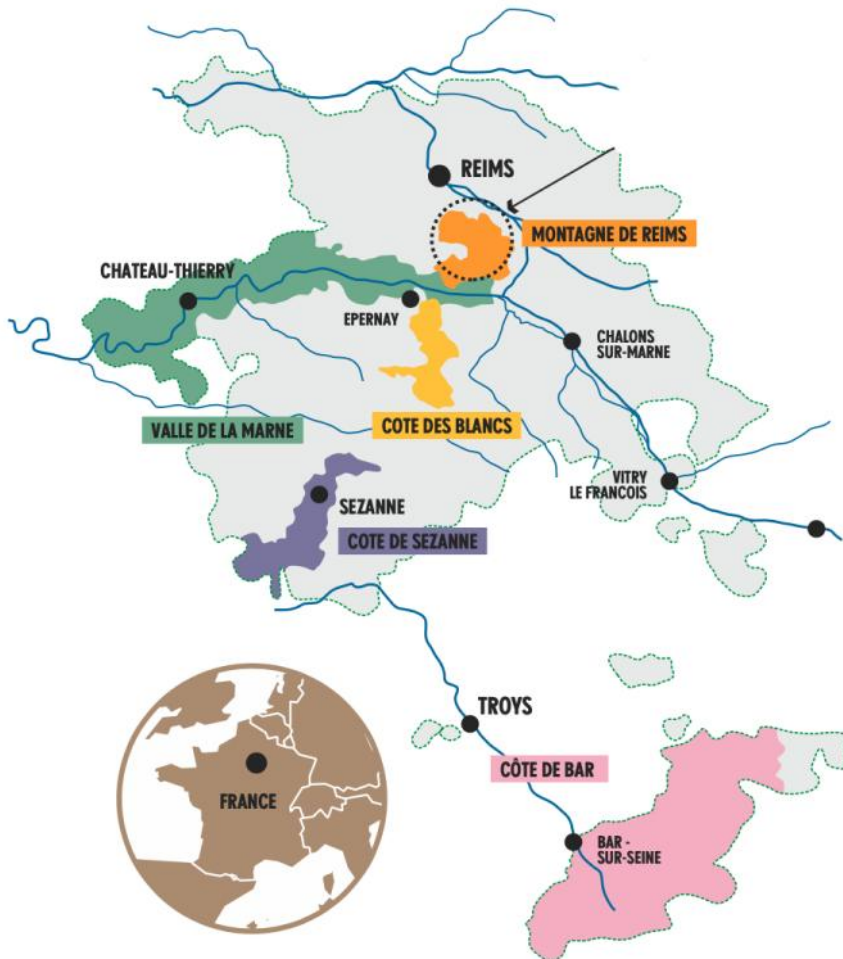 REIMS
MONTAGNE DE REIMS
CHATEAU-THIERRY
EPERNAY
CHALONS
SUR-MARNE
VALLE DE LA MARNE
COTE DES BLANCS
VITRY
LE FRANCOIS
SEZANNE
COTE DE SEZANNE
TROYS
CÔTE DE BAR
FRANCE
BAR -
SUR-SEINE